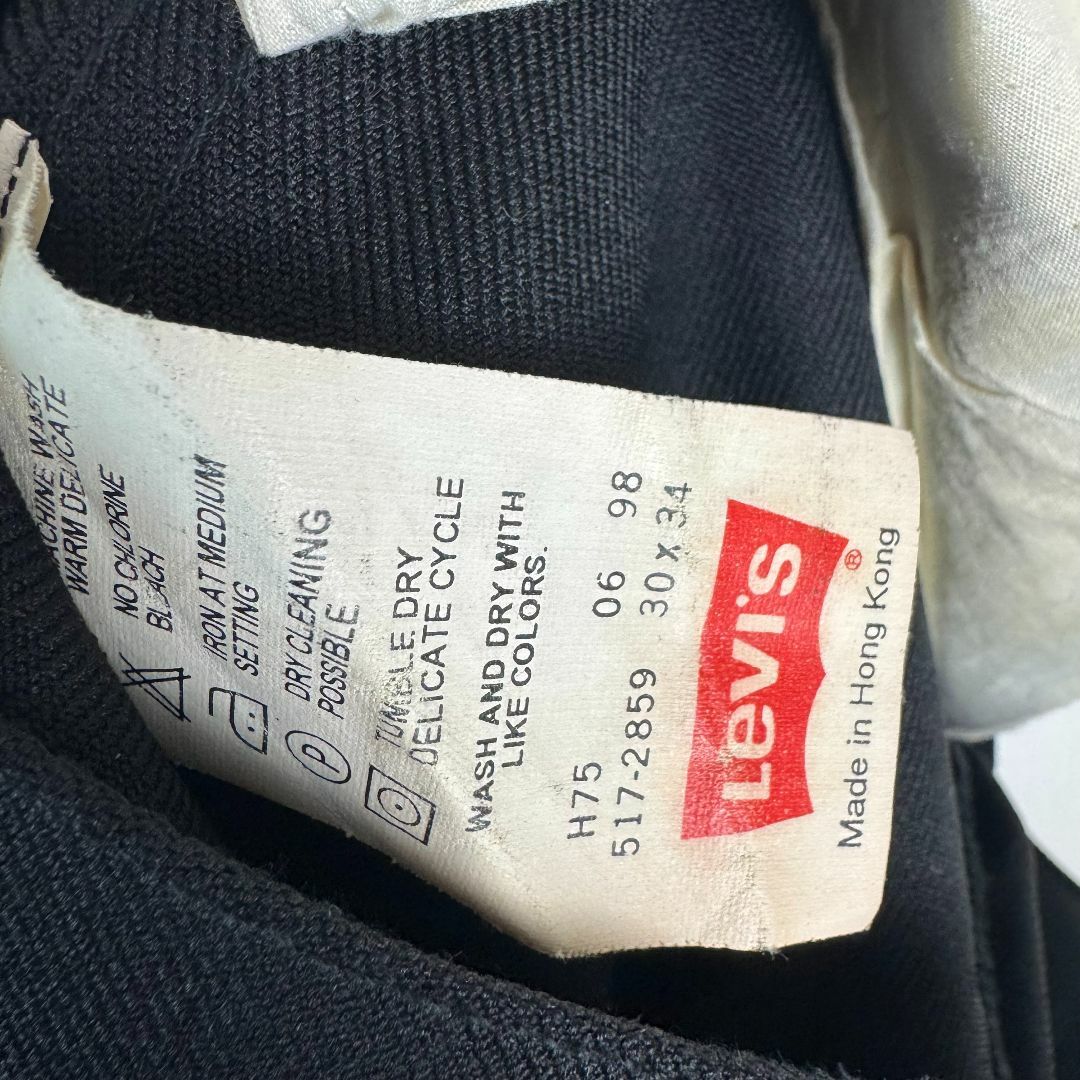 MACHINE WASH
WARM DELICATE
NO CHLORINE
BLEACH
IRON AT MEDIUM
SETTING
P
DRY CLEANING
POSSIBLE
TUMBLE DRY
DELICATE CYCLE
WASH AND DRY WITH
LIKE COLORS.
H75 06 98
517-2859 30 x 34
Levi's ®
Made in Hong Kong